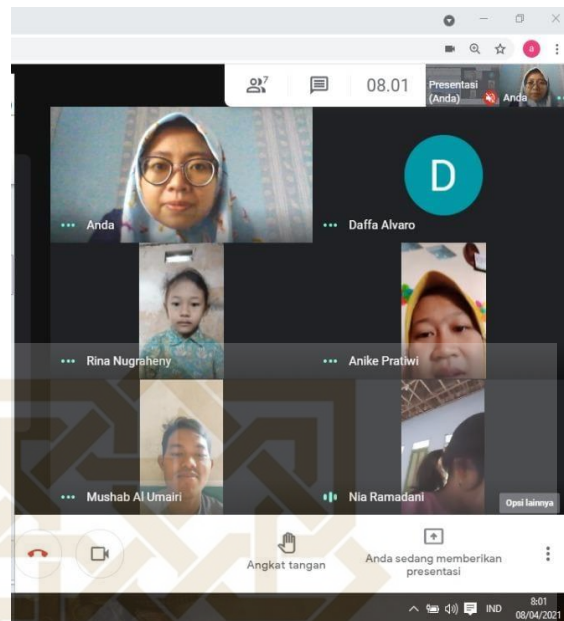 a
7
08.01
Presentasi
(Anda)
Anda
D
Anda
Daffa Alvaro
Rina Nugraheny
Anike Pratiwi
Mushab Al Umairi
Nia Ramadani
Opsi lainnya
Angkat tangan
Anda sedang memberikan
presentasi
IND
8:01
08/04/2021